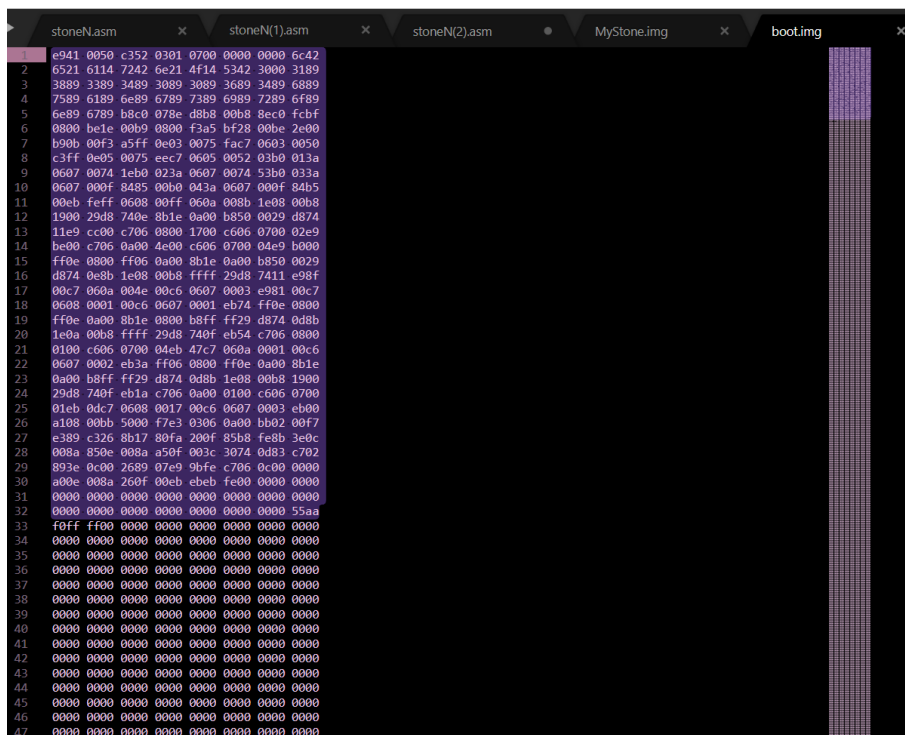 stoneN.asm × stoneN(1).asm × stoneN(2).asm ● MyStone.img × boot.img ×
1 e941 0050 c352 0301 0700 0000 0000 6c42
2 6521 6114 7242 6e21 4f14 5342 3000 3189
3 3889 3389 3489 3089 3089 3689 3489 6889
4 7589 6189 6e89 6789 7389 6989 7289 6f89
5 6e89 6789 b8c0 078e d8b8 00b8 8ec0 fcbf
6 0800 be1e 00b9 0800 f3a5 bf28 00be 2e00
7 b90b 00f3 a5ff 0e03 0075 fac7 0603 0050
8 c3ff 0e05 0075 eec7 0605 0052 03b0 013a
9 0607 0074 1eb0 023a 0607 0074 53b0 033a
10 0607 000f 8485 00b0 043a 0607 000f 84b5
11 00eb feff 0608 00ff 060a 008b 1e08 00b8
12 1900 29d8 740e 8b1e 0a00 b850 0029 d874
13 11e9 cc00 c706 0800 1700 c606 0700 02e9
14 be00 c706 0a00 4e00 c606 0700 04e9 b000
15 ff0e 0800 ff06 0a00 8b1e 0a00 b850 0029
16 d874 0e8b 1e08 00b8 ffff 29d8 7411 e98f
17 00c7 060a 004e 00c6 0607 0003 e981 00c7
18 0608 0001 00c6 0607 0001 eb74 ff0e 0800
19 ff0e 0a00 8b1e 0800 b8ff ff29 d874 0d8b
20 1e0a 00b8 ffff 29d8 740f eb54 c706 0800
21 0100 c606 0700 04eb 47c7 060a 0001 00c6
22 0607 0002 eb3a ff06 0800 ff0e 0a00 8b1e
23 0a00 b8ff ff29 d874 0d8b 1e08 00b8 1900
24 29d8 740f eb1a c706 0a00 0100 c606 0700
25 01eb 0dc7 0608 0017 00c6 0607 0003 eb00
26 a108 00bb 5000 f7e3 0306 0a00 bb02 00f7
27 e389 c326 8b17 80fa 200f 85b8 fe8b 3e0c
28 008a 850e 008a a50f 003c 3074 0d83 c702
29 893e 0c00 2689 07e9 9bfe c706 0c00 0000
30 a00e 008a 260f 00eb ebeb fe00 0000 0000
31 0000 0000 0000 0000 0000 0000 0000 0000
32 0000 0000 0000 0000 0000 0000 0000 55aa
33 f0ff ff00 0000 0000 0000 0000 0000 0000
34 0000 0000 0000 0000 0000 0000 0000 0000
35 0000 0000 0000 0000 0000 0000 0000 0000
36 0000 0000 0000 0000 0000 0000 0000 0000
37 0000 0000 0000 0000 0000 0000 0000 0000
38 0000 0000 0000 0000 0000 0000 0000 0000
39 0000 0000 0000 0000 0000 0000 0000 0000
40 0000 0000 0000 0000 0000 0000 0000 0000
41 0000 0000 0000 0000 0000 0000 0000 0000
42 0000 0000 0000 0000 0000 0000 0000 0000
43 0000 0000 0000 0000 0000 0000 0000 0000
44 0000 0000 0000 0000 0000 0000 0000 0000
45 0000 0000 0000 0000 0000 0000 0000 0000
46 0000 0000 0000 0000 0000 0000 0000 0000
47 0000 0000 0000 0000 0000 0000 0000 0000